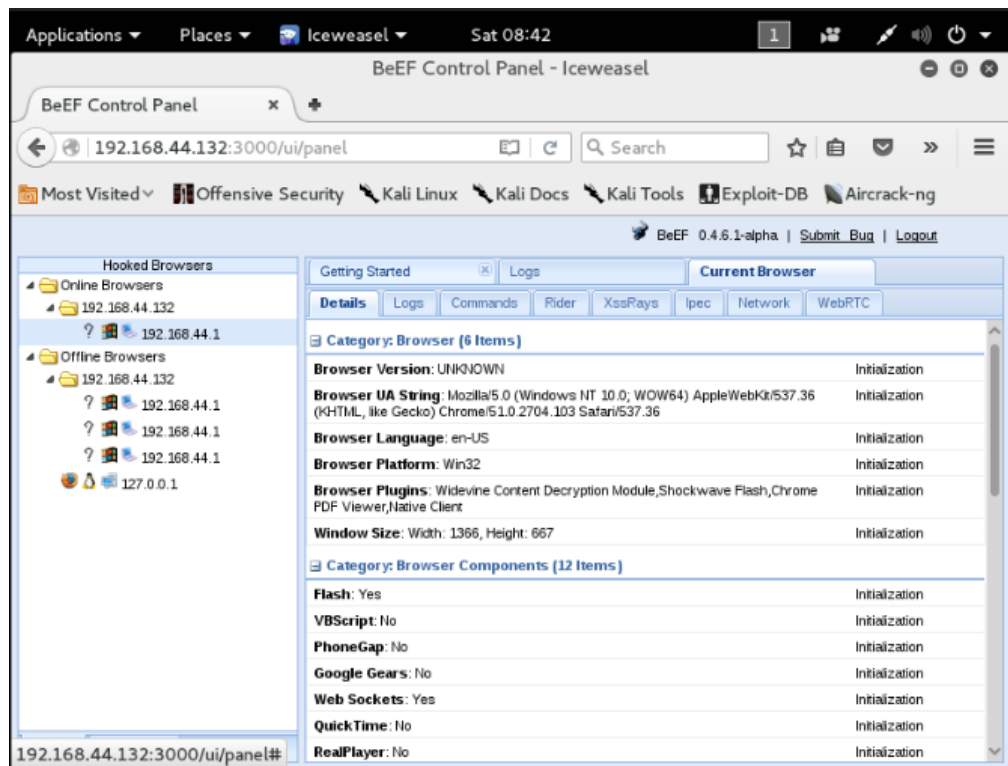 Applications Places Iceweasel Sat 08:42 1
BeEF Control Panel - Iceweasel
BeEF Control Panel
192.168.44.132:3000/ui/panel Search
Most Visited Offensive Security Kali Linux Kali Docs Kali Tools Exploit-DB Aircrack-ng
BeEF 0.4.6.1-alpha | Submit Bug | Logout
Hooked Browsers
Online Browsers
192.168.44.132
? 192.168.44.1
Offline Browsers
192.168.44.132
? 192.168.44.1
? 192.168.44.1
? 192.168.44.1
127.0.0.1
Getting Started Logs Current Browser
Details Logs Commands Rider XssRays Ipec Network WebRTC
Category: Browser (6 Items)
Browser Version: UNKNOWN Initialization
Browser UA String: Mozilla/5.0 (Windows NT 10.0; WOW64) AppleWebKit/537.36 Initialization
(KHTML, like Gecko) Chrome/51.0.2704.103 Safari/537.36
Browser Language: en-US Initialization
Browser Platform: Win32 Initialization
Browser Plugins: Widevine Content Decryption Module,Shockwave Flash,Chrome Initialization
PDF Viewer,Native Client
Window Size: Width: 1366, Height: 667 Initialization
Category: Browser Components (12 Items)
Flash: Yes Initialization
VBScript: No Initialization
PhoneGap: No Initialization
Google Gears: No Initialization
Web Sockets: Yes Initialization
QuickTime: No Initialization
RealPlayer: No Initialization
192.168.44.132:3000/ui/panel#